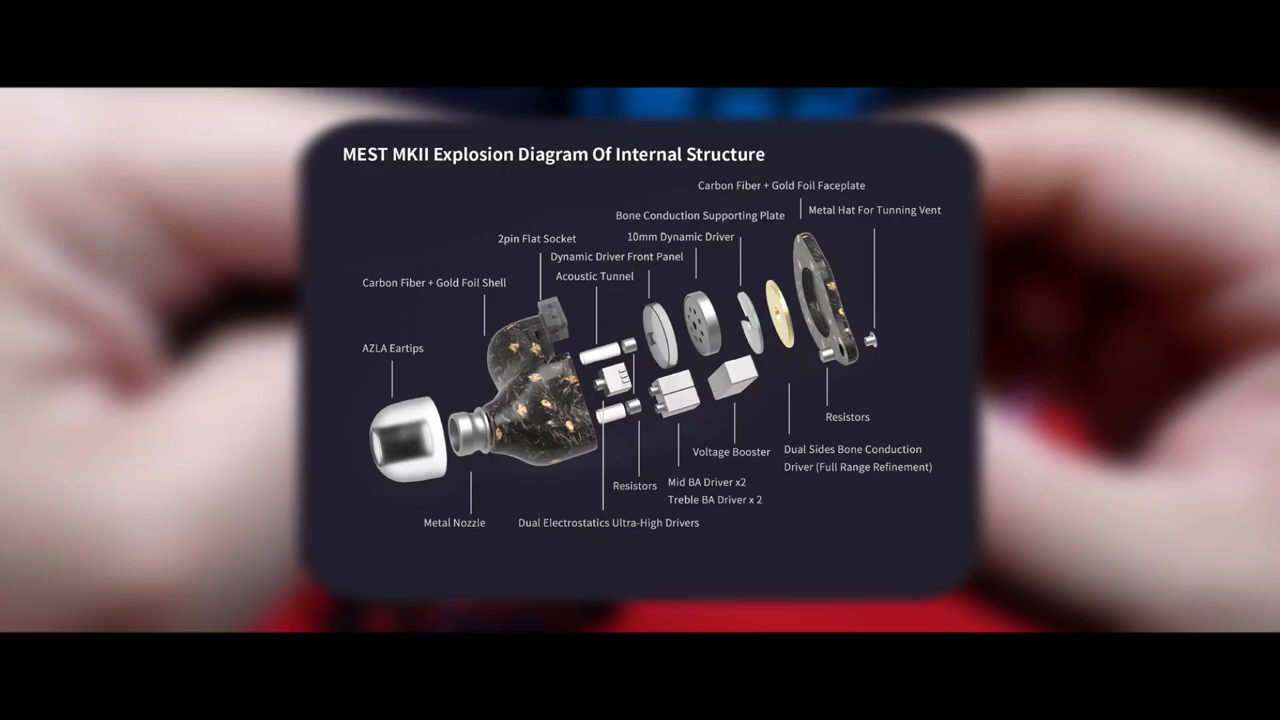 MEST MKII Explosion Diagram Of Internal Structure
Carbon Fiber + Gold Foil Faceplate
Metal Hat For Tunning Vent
Bone Conduction Supporting Plate
10mm Dynamic Driver
2pin Flat Socket
Dynamic Driver Front Panel
Acoustic Tunnel
Carbon Fiber + Gold Foil Shell
AZLA Eartips
Resistors
Voltage Booster
Dual Sides Bone Conduction
Driver (Full Range Refinement)
Resistors
Mid BA Driver x2
Treble BA Driver x 2
Metal Nozzle
Dual Electrostatics Ultra-High Drivers